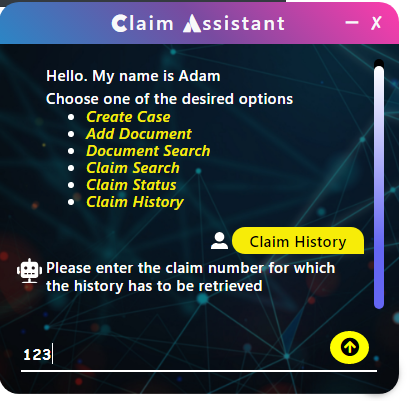 Claim Assistant
– X
Hello. My name is Adam
Choose one of the desired options
Create Case
Add Document
Document Search
Claim Search
Claim Status
Claim History
Claim History
Please enter the claim number for which
the history has to be retrieved
123